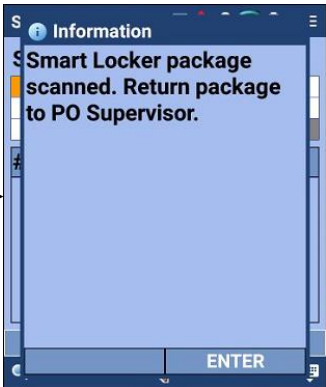 S
Information
S
Smart Locker package
scanned. Return package
to PO Supervisor.
#
ENTER